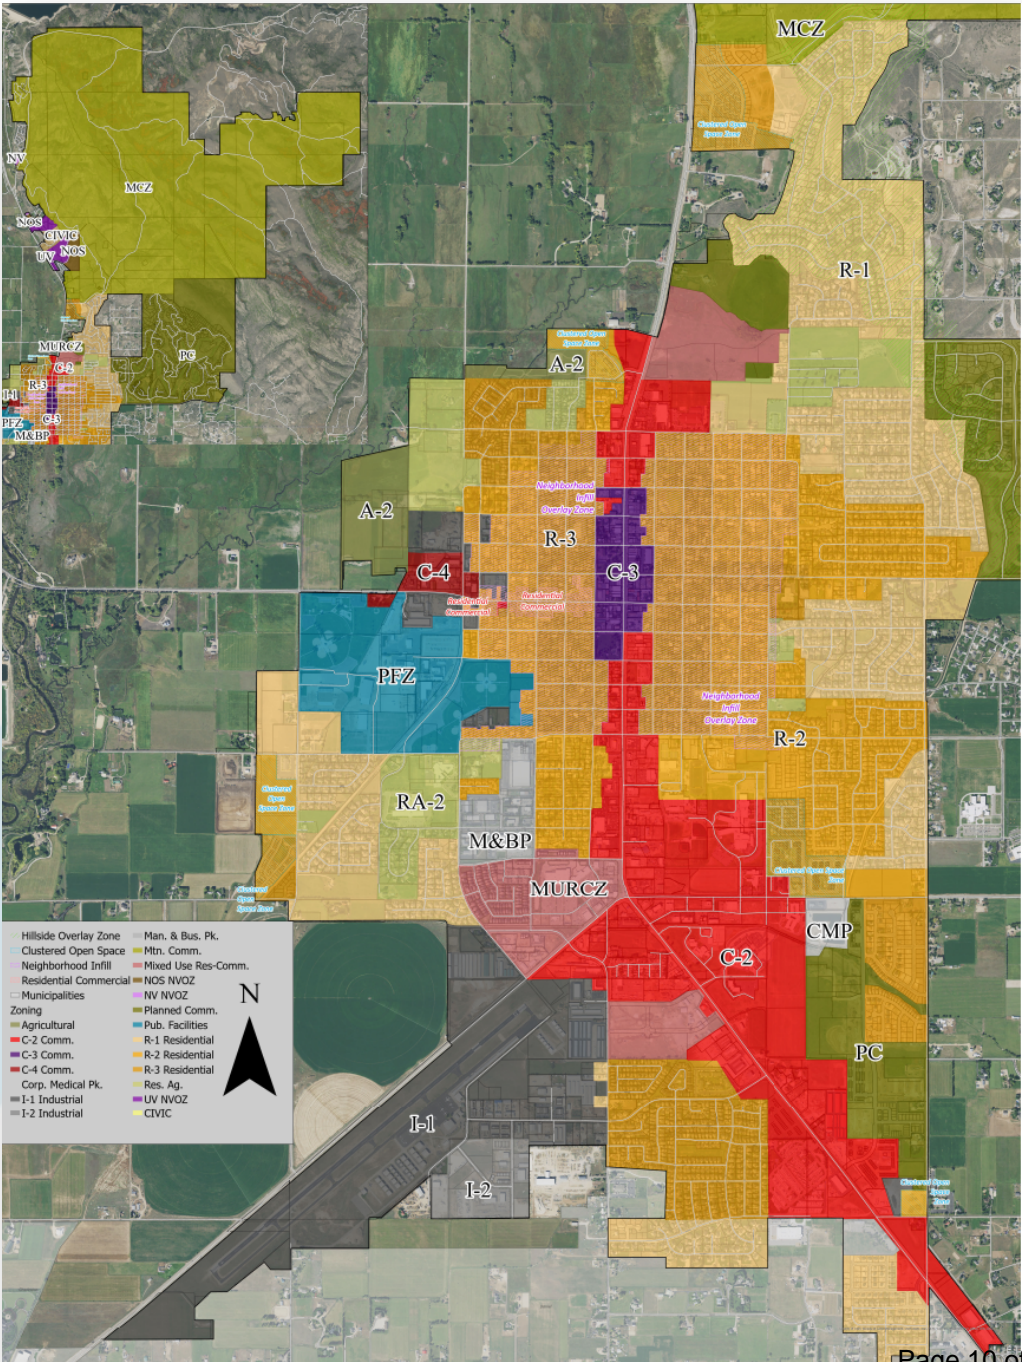 MCZ
Clustered Open
Space Zone
NV
MCZ
NOS
CIVIC
NOS
UV
R-1
MURCZ
PC
C-2
R-3
I-1
C-3
PFZ
M&BP
Clustered Open
Space Zone
A-2
Neighborhood
Infill
Overlay Zone
A-2
R-3
C-4
C-3
Residential
Commercial
Residential
Commercial
PFZ
Neighborhood
Infill
Overlay Zone
R-2
Clustered
Open
Space Zone
RA-2
M&BP
Clustered Open Space
Zone
MURCZ
Clustered
Open
Space Zone
CMP
C-2
Hillside Overlay Zone
Clustered Open Space
Neighborhood Infill
Residential Commercial
Municipalities
Zoning
Agricultural
C-2 Comm.
C-3 Comm.
C-4 Comm.
Corp. Medical Pk.
I-1 Industrial
I-2 Industrial
Man. & Bus. Pk.
Mtn. Comm.
Mixed Use Res-Comm.
NOS NVOZ
NV NVOZ
Planned Comm.
Pub. Facilities
R-1 Residential
R-2 Residential
R-3 Residential
Res. Ag.
UV NVOZ
CIVIC
N
PC
I-1
I-2
Clustered Open
Space
Zone
Page 10 of